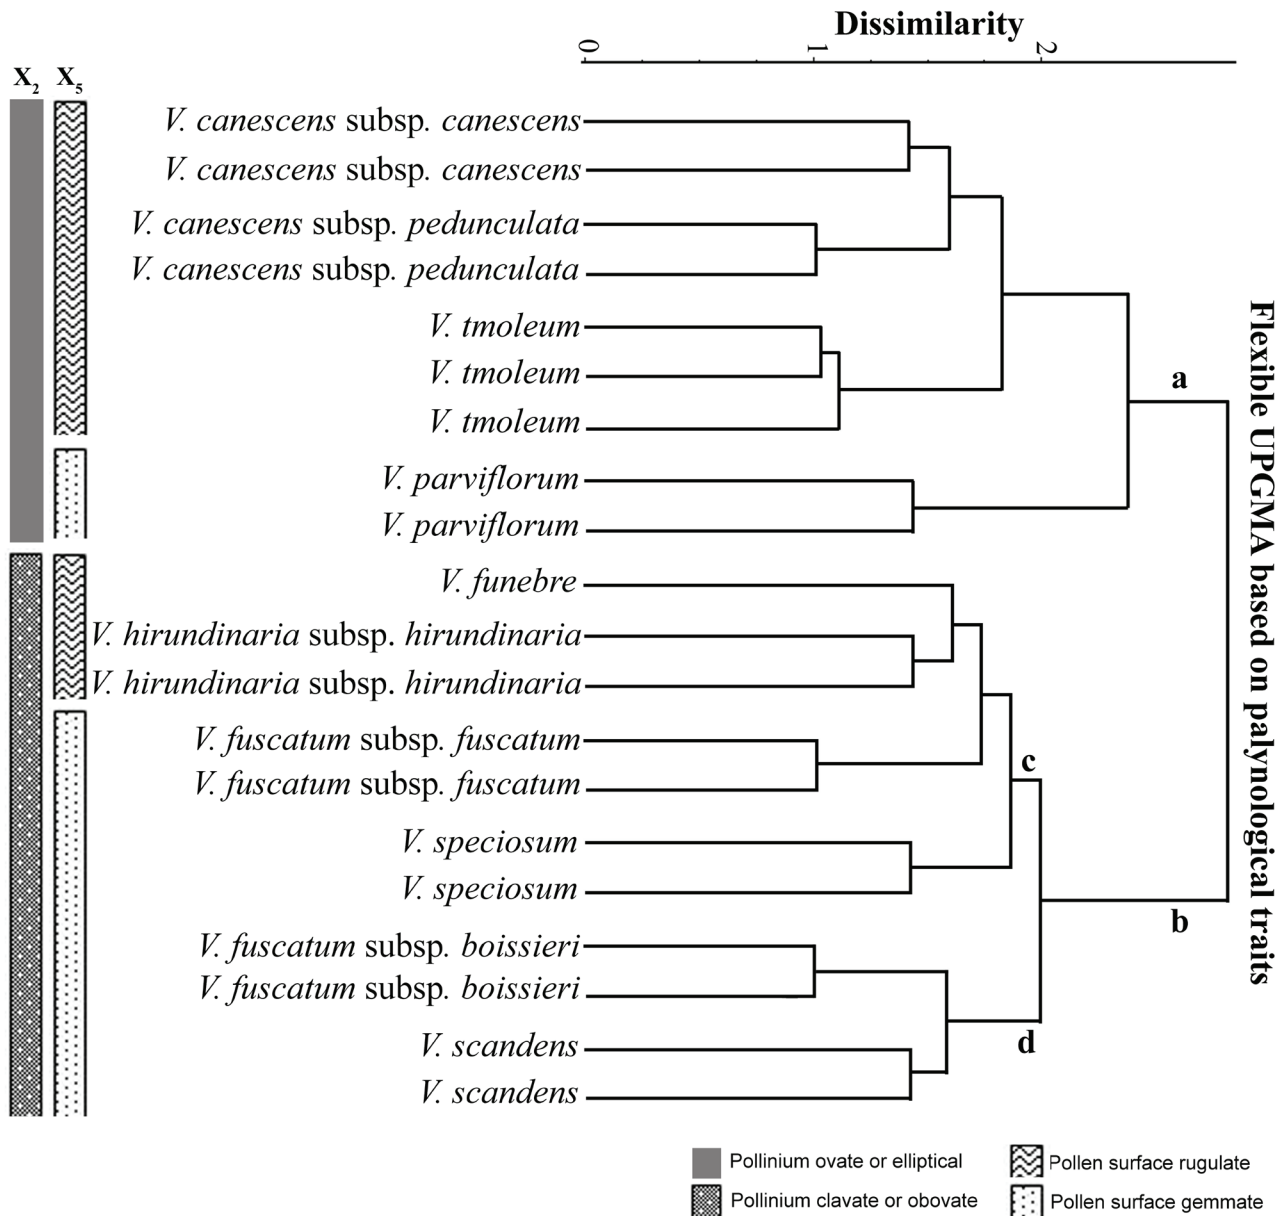 Dissimilarity
0 1 2
X2 X5
V. canescens subsp. canescens
V. canescens subsp. canescens
V. canescens subsp. pedunculata
V. canescens subsp. pedunculata
V. tmoleum
V. tmoleum
V. tmoleum
V. parviflorum
V. parviflorum
V. funebre
V. hirundinaria subsp. hirundinaria
V. hirundinaria subsp. hirundinaria
V. fuscatum subsp. fuscatum
V. fuscatum subsp. fuscatum
V. speciosum
V. speciosum
V. fuscatum subsp. boissieri
V. fuscatum subsp. boissieri
V. scandens
V. scandens
a
c
b
d
Flexible UPGMA based on palynological traits
Pollinium ovate or elliptical
Pollen surface rugulate
Pollinium clavate or obovate
Pollen surface gemmate